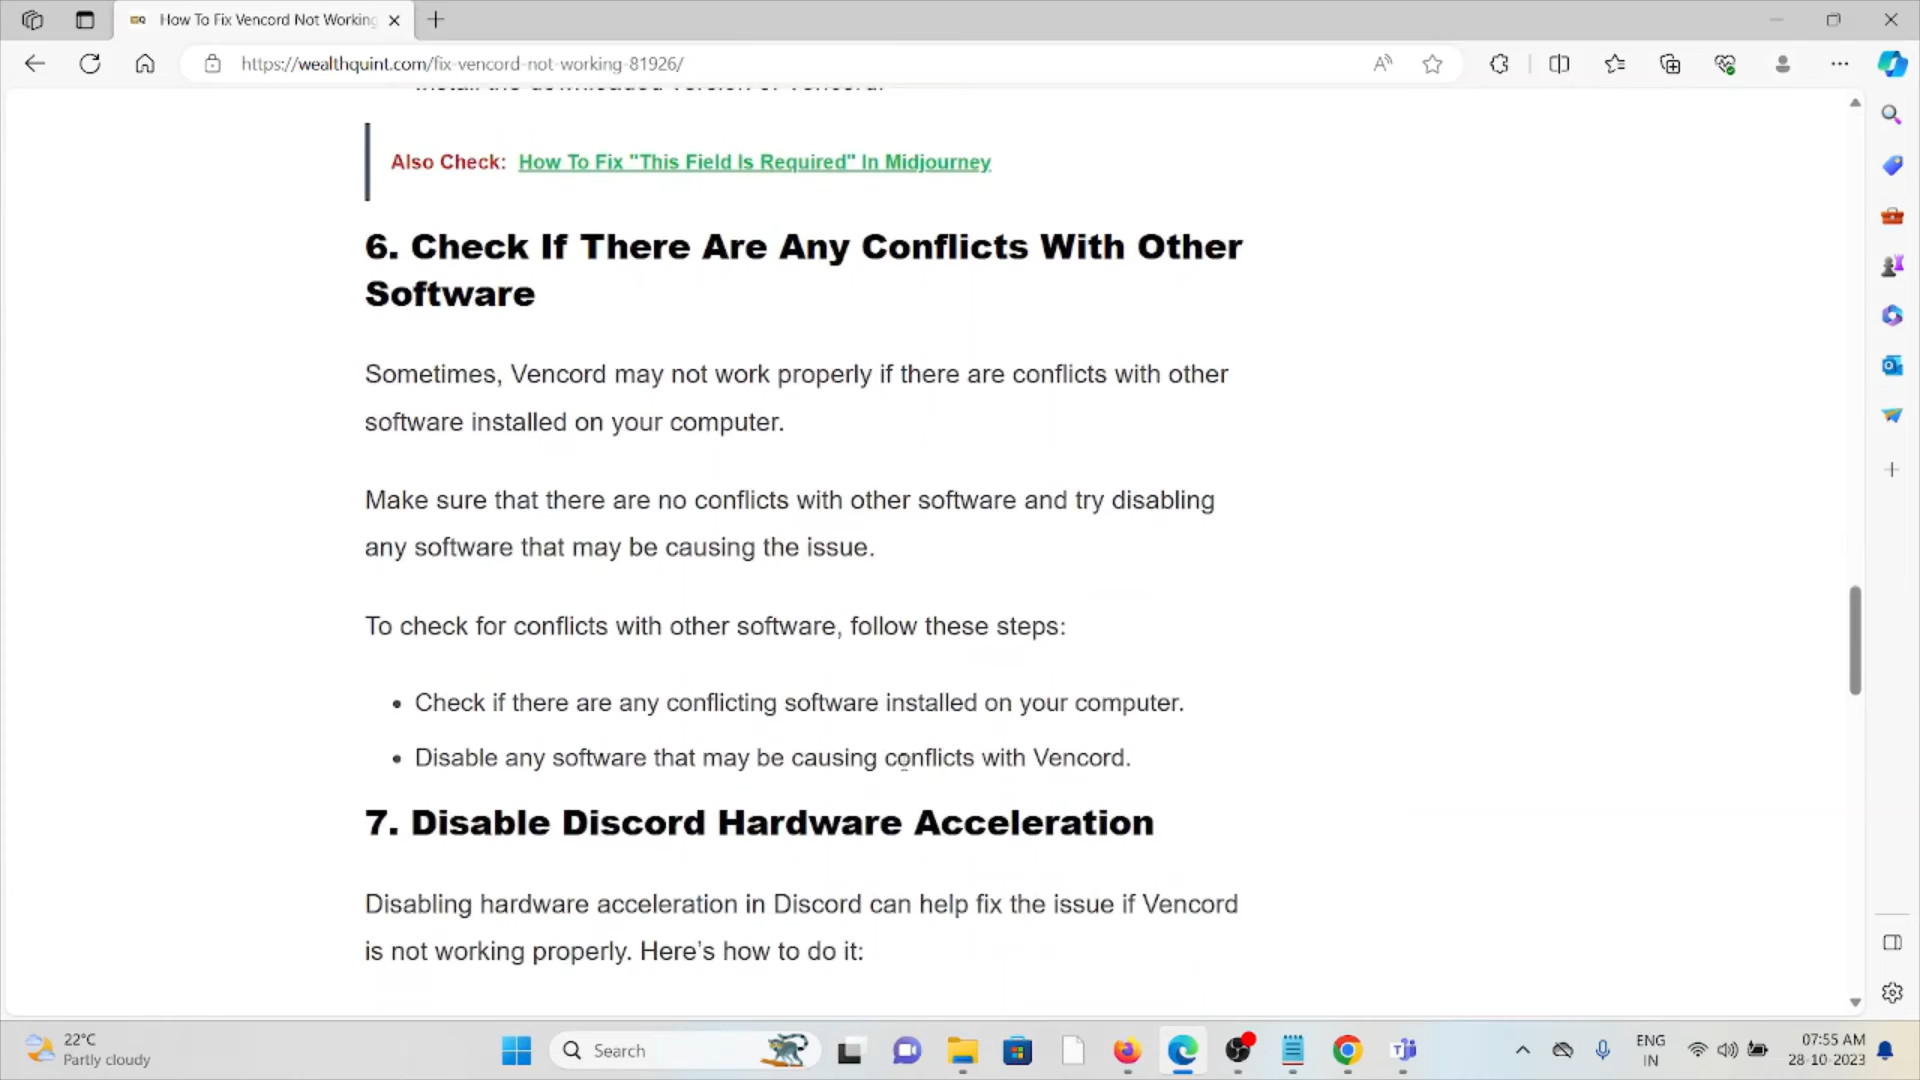 How To Fix Vencord Not Working
https://wealthquint.com/fix-vencord-not-working-81926/
install the downloaded version of Vencord.
Also Check: How To Fix "This Field Is Required" In Midjourney
6. Check If There Are Any Conflicts With Other
Software
Sometimes, Vencord may not work properly if there are conflicts with other
software installed on your computer.
Make sure that there are no conflicts with other software and try disabling
any software that may be causing the issue.
To check for conflicts with other software, follow these steps:
• Check if there are any conflicting software installed on your computer.
• Disable any software that may be causing conflicts with Vencord.
7. Disable Discord Hardware Acceleration
Disabling hardware acceleration in Discord can help fix the issue if Vencord
is not working properly. Here’s how to do it:
22°C
Partly cloudy
Search
ENG
IN
07:55 AM
28-10-2023